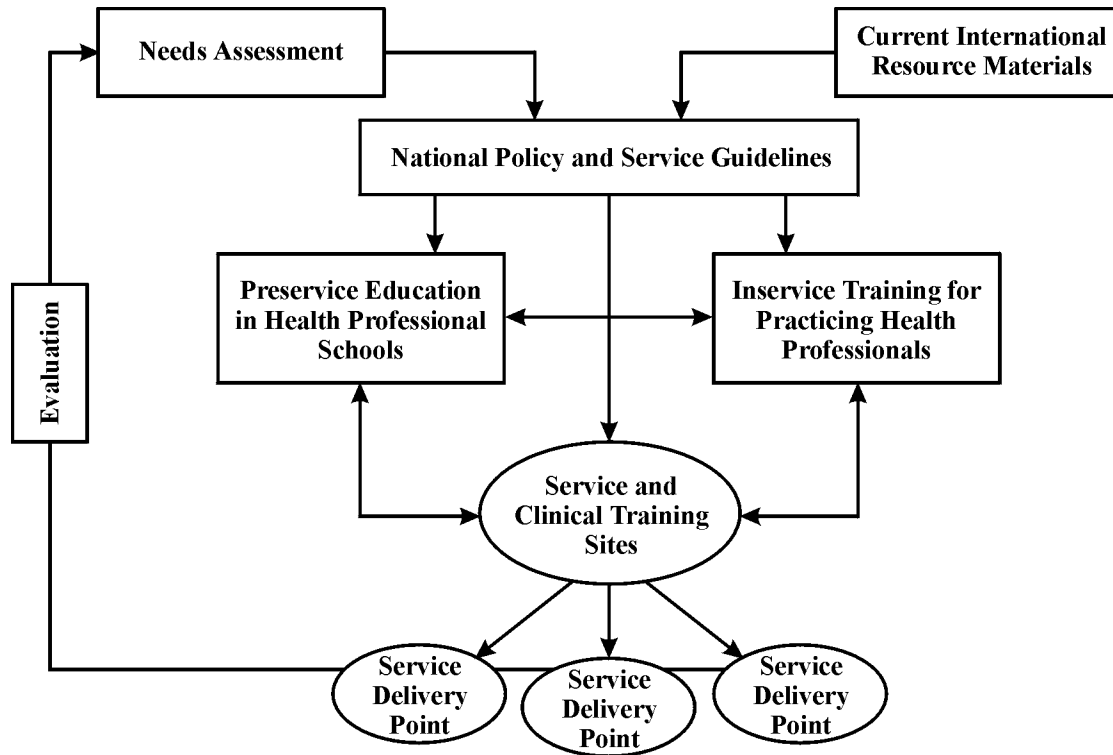 Needs Assessment
Current International
Resource Materials
National Policy and Service Guidelines
Preservice Education
in Health Professional
Schools
Inservice Training for
Practicing Health
Professionals
Evaluation
Service and
Clinical Training
Sites
Service
Delivery
Point
Service
Delivery
Point
Service
Delivery
Point